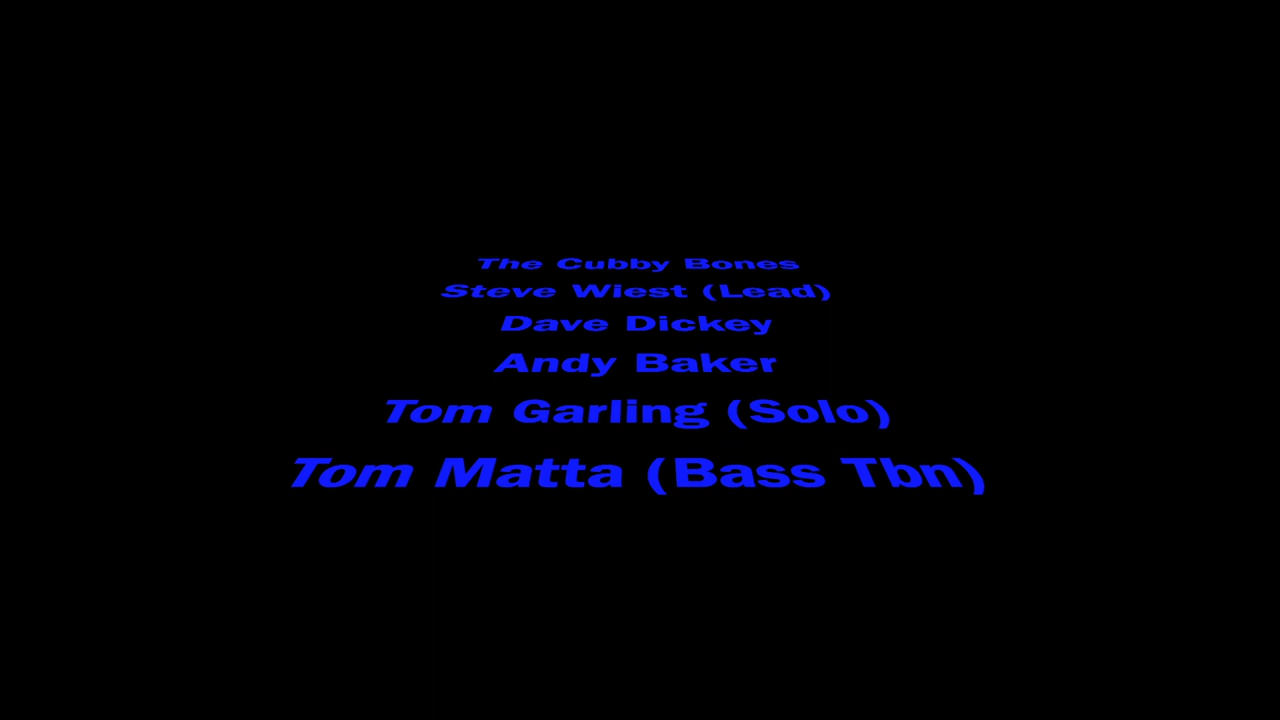 The Cubby Bones
Steve Wiest (Lead)
Dave Dickey
Andy Baker
Tom Garling (Solo)
Tom Matta (Bass Tbn)